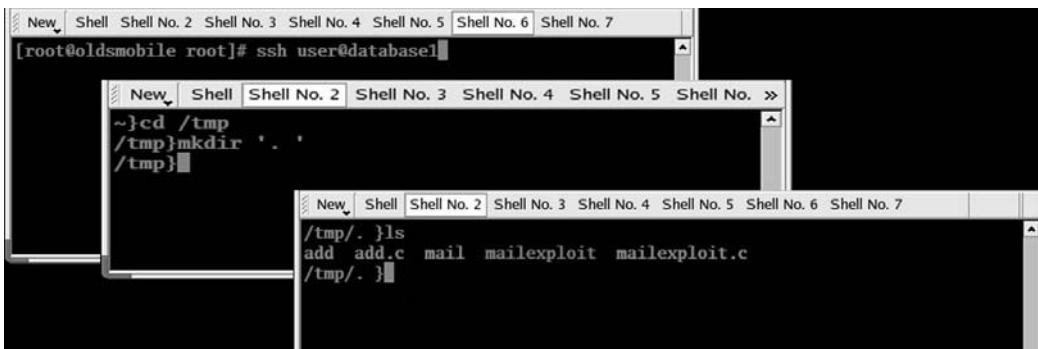 New Shell Shell No. 2 Shell No. 3 Shell No. 4 Shell No. 5 Shell No. 6 Shell No. 7
[root@oldsmobile root]# ssh user@database1
New Shell Shell No. 2 Shell No. 3 Shell No. 4 Shell No. 5 Shell No. »
~}cd /tmp
/tmp}mkdir '. '
/tmp}
New Shell Shell No. 2 Shell No. 3 Shell No. 4 Shell No. 5 Shell No. 6 Shell No. 7
/tmp/. }ls
add add.c mail mailexploit mailexploit.c
/tmp/. }